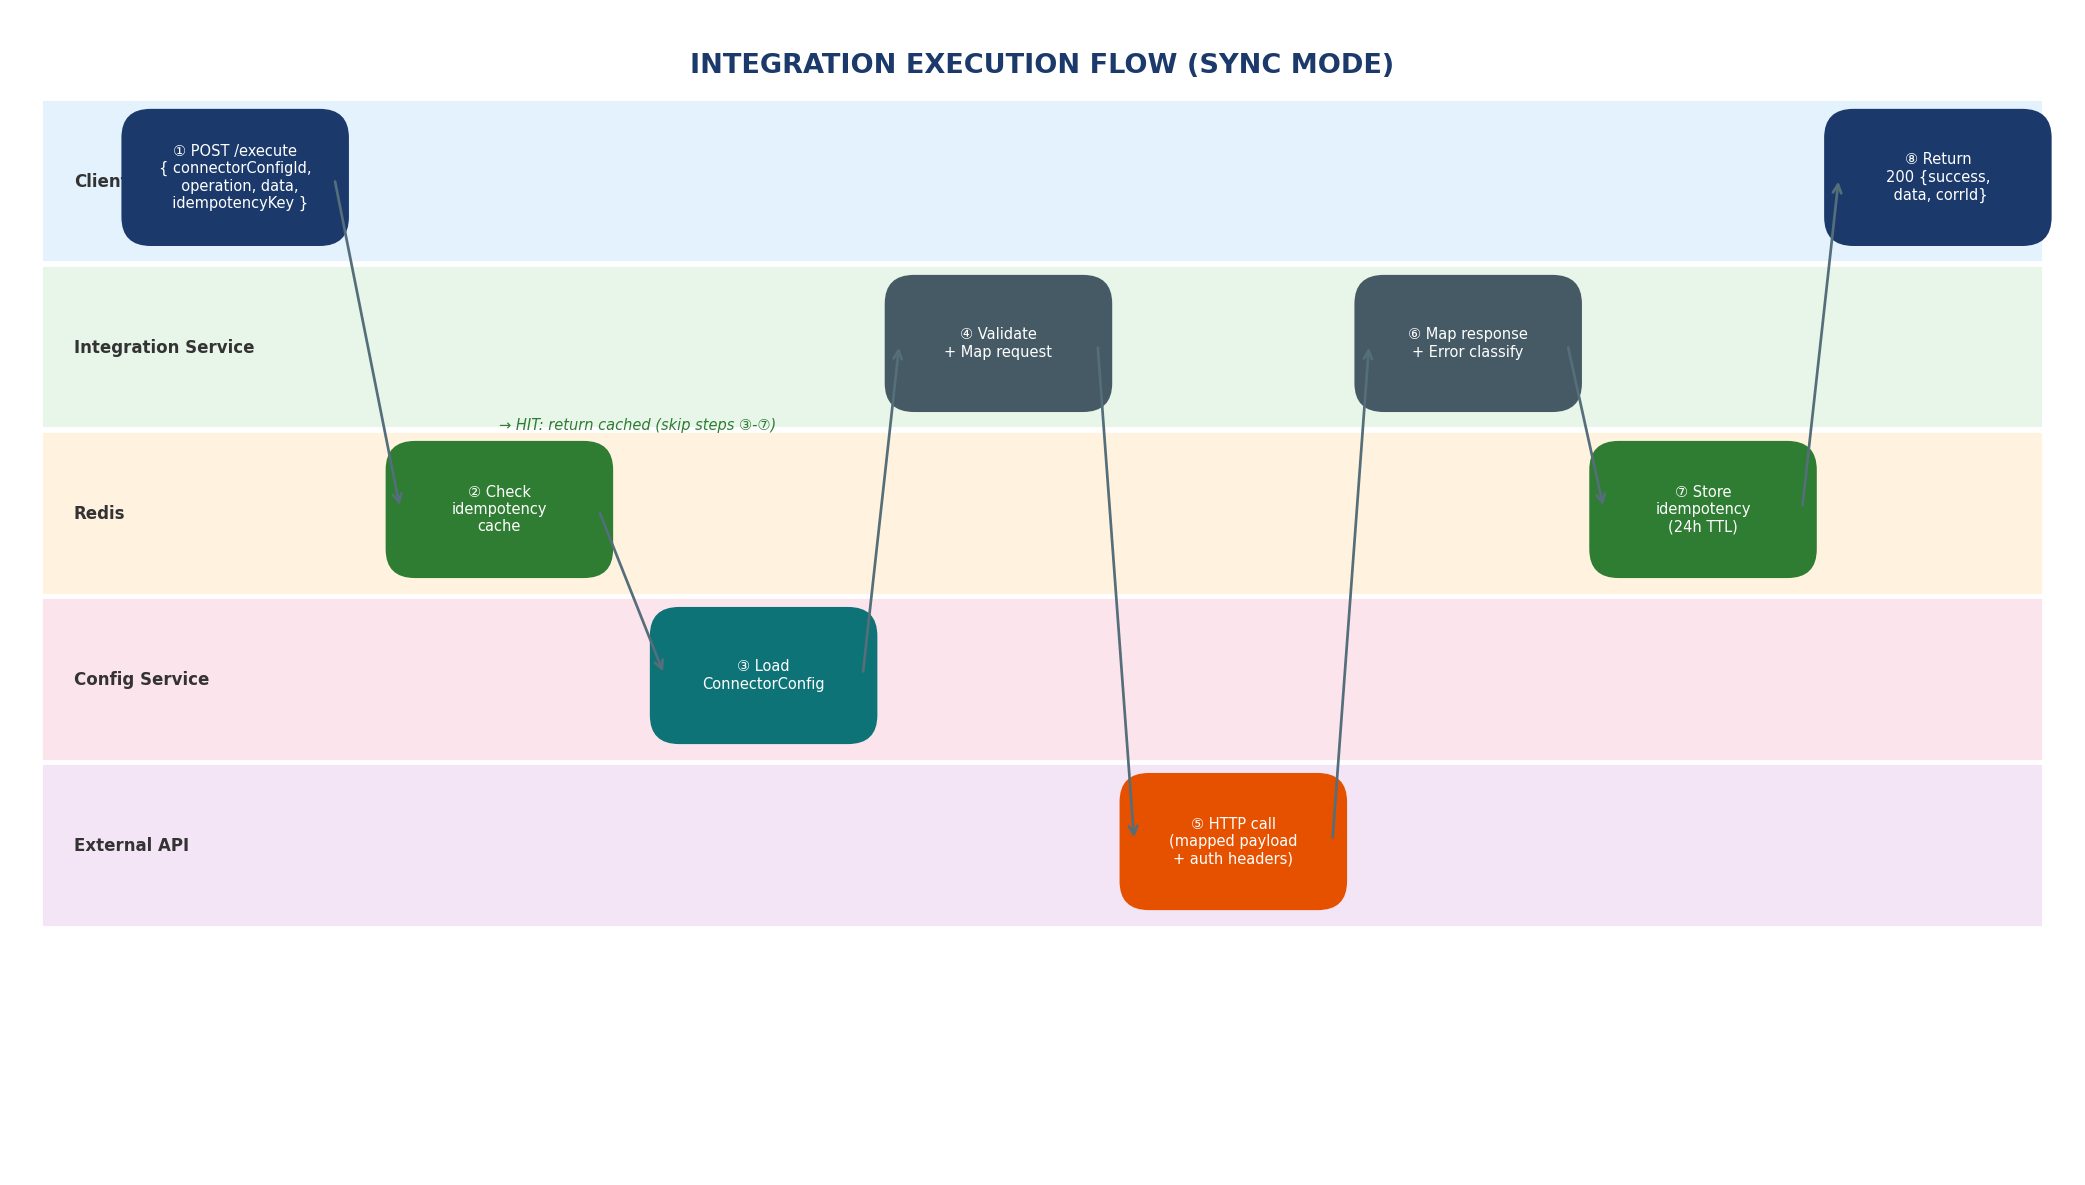 INTEGRATION EXECUTION FLOW (SYNC MODE)
Client
① POST /execute
{ connectorConfigId,
operation, data,
idempotencyKey }
⑧ Return
200 {success,
data, corrId}
Integration Service
④ Validate
+ Map request
⑥ Map response
+ Error classify
→ HIT: return cached (skip steps ③-⑦)
Redis
② Check
idempotency
cache
⑦ Store
idempotency
(24h TTL)
Config Service
③ Load
ConnectorConfig
External API
⑤ HTTP call
(mapped payload
+ auth headers)